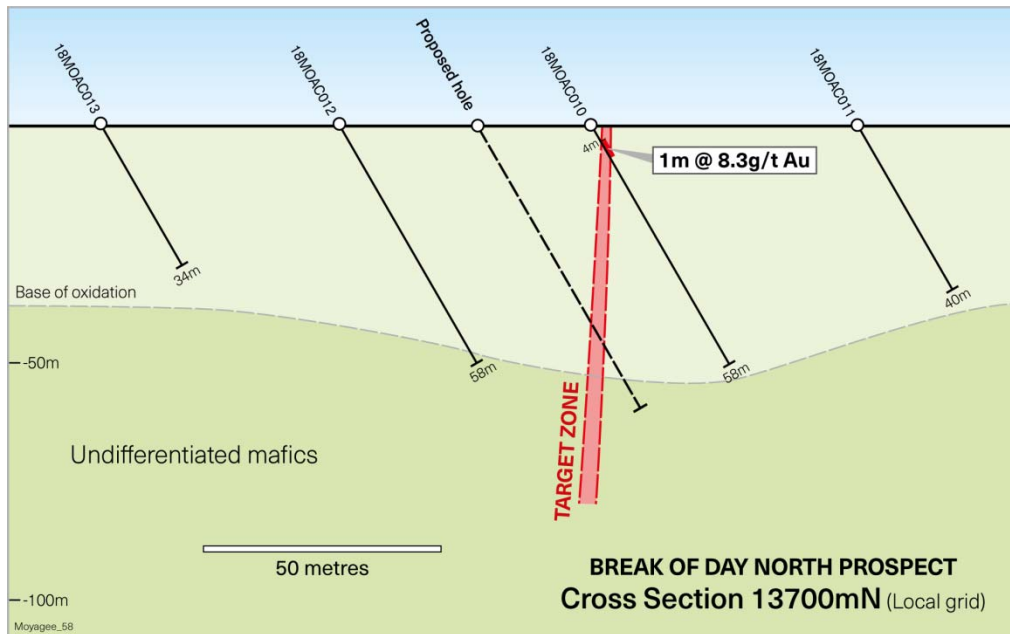 18MOAC013
18MOAC012
Proposed hole
18MOAC010
18MOAC011
4m
1m @ 8.3g/t Au
34m
Base of oxidation
40m
-50m
58m
58m
TARGET ZONE
Undifferentiated mafics
50 metres
BREAK OF DAY NORTH PROSPECT
Cross Section 13700mN (Local grid)
-100m
Moyagee_58